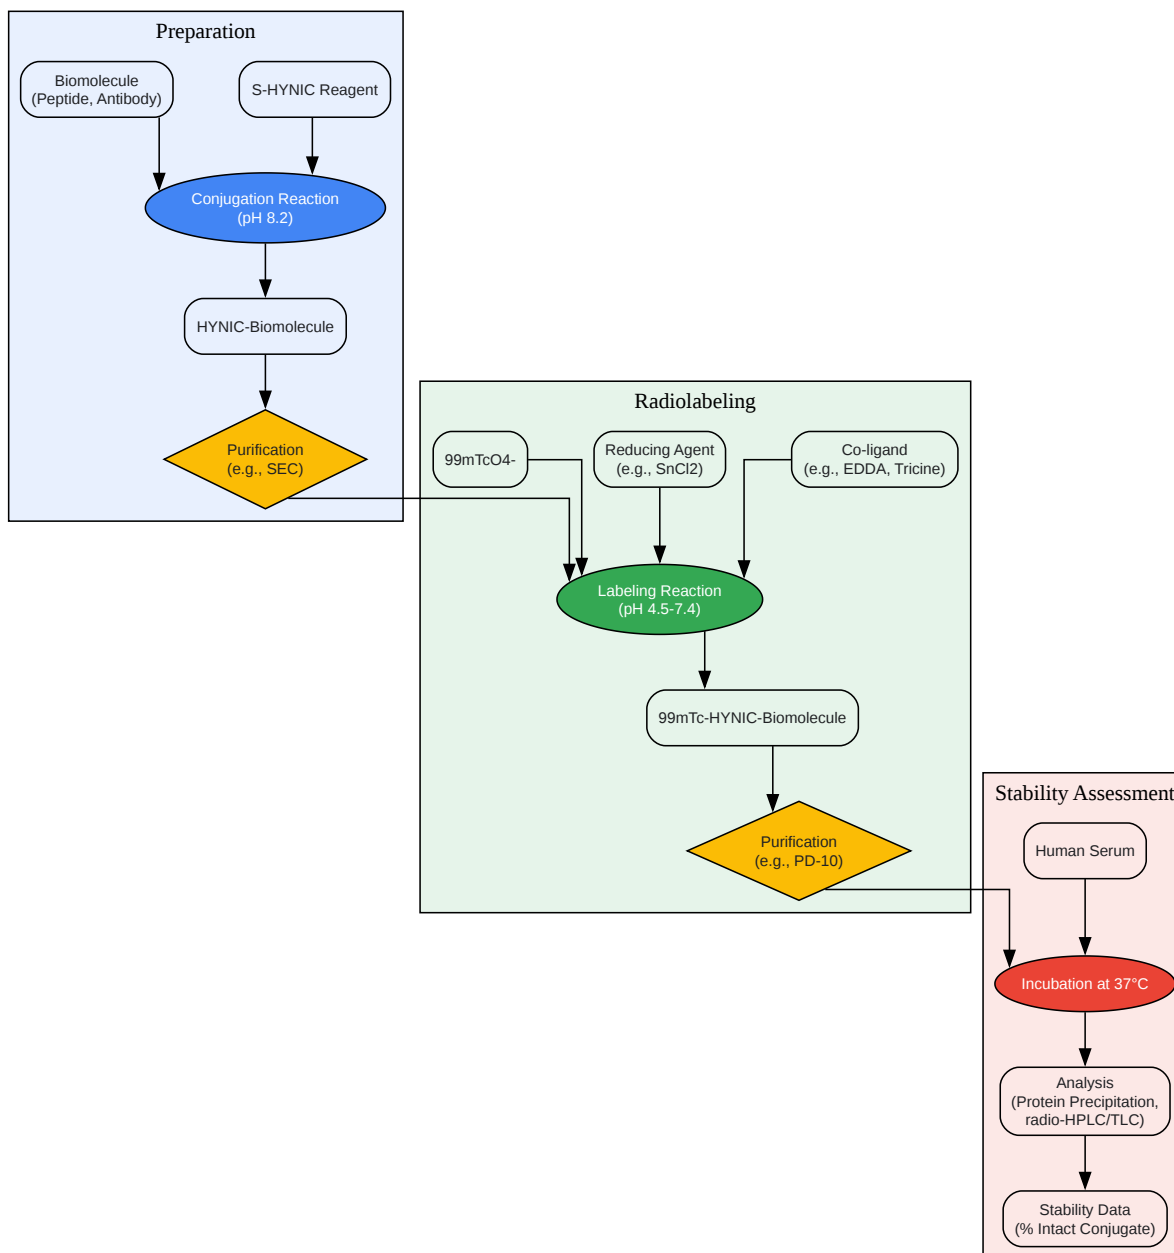 Preparation
Biomolecule
(Peptide, Antibody)
S-HYNIC Reagent
Conjugation Reaction
(pH 8.2)
HYNIC-Biomolecule
Purification
(e.g., SEC)
Radiolabeling
99mTcO4-
Reducing Agent
(e.g., SnCl2)
Co-ligand
(e.g., EDDA, Tricine)
Labeling Reaction
(pH 4.5-7.4)
99mTc-HYNIC-Biomolecule
Purification
(e.g., PD-10)
Stability Assessment
Human Serum
Incubation at 37°C
Analysis
(Protein Precipitation,
radio-HPLC/TLC)
Stability Data
(% Intact Conjugate)